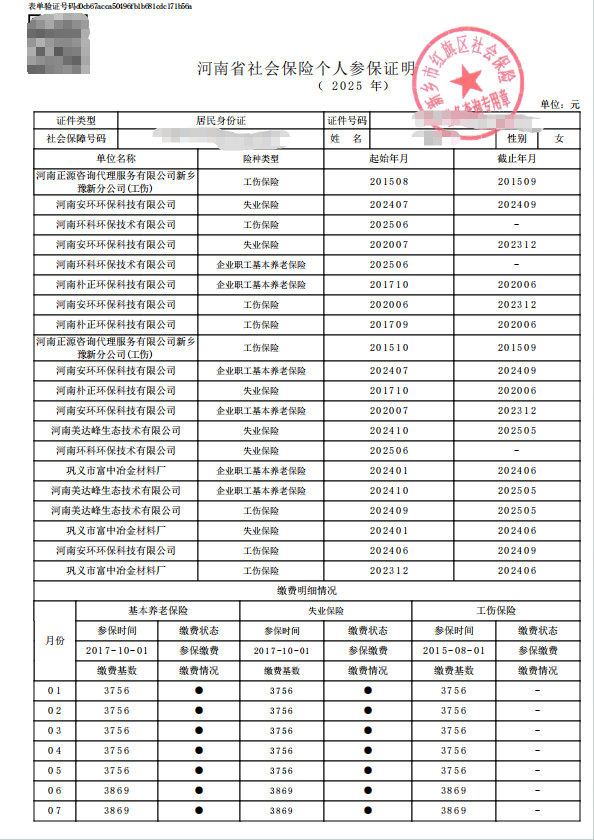 表单验证号码d0cb67acca50496fb1b681cdc171b56a
河南省社会保险个人参保证明
（ 2025 年）
新乡市红旗区社会保险
查询专用章
单位：元
证件类型 居民身份证 证件号码
社会保障号码 姓 名 性别 女
单位名称 险种类型 起始年月 截止年月
河南正源咨询代理服务有限公司新乡
豫新分公司(工伤) 工伤保险 201508 201509
河南安环环保科技有限公司 失业保险 202407 202409
河南环科环保技术有限公司 工伤保险 202506 -
河南安环环保科技有限公司 失业保险 202007 202312
河南环科环保技术有限公司 企业职工基本养老保险 202506 -
河南朴正环保科技有限公司 企业职工基本养老保险 201710 202006
河南安环环保科技有限公司 工伤保险 202006 202312
河南朴正环保科技有限公司 工伤保险 201709 202006
河南正源咨询代理服务有限公司新乡
豫新分公司(工伤) 工伤保险 201510 201509
河南安环环保科技有限公司 企业职工基本养老保险 202407 202409
河南朴正环保科技有限公司 失业保险 201710 202006
河南安环环保科技有限公司 企业职工基本养老保险 202007 202312
河南美达峰生态技术有限公司 失业保险 202410 202505
河南环科环保技术有限公司 失业保险 202506 -
巩义市富中冶金材料厂 企业职工基本养老保险 202401 202406
河南美达峰生态技术有限公司 企业职工基本养老保险 202410 202505
河南美达峰生态技术有限公司 工伤保险 202409 202505
巩义市富中冶金材料厂 失业保险 202401 202406
河南安环环保科技有限公司 工伤保险 202406 202409
巩义市富中冶金材料厂 工伤保险 202312 202406
缴费明细情况
月份 基本养老保险 失业保险 工伤保险
参保时间 缴费状态 参保时间 缴费状态 参保时间 缴费状态
2017-10-01 参保缴费 2017-10-01 参保缴费 2015-08-01 参保缴费
缴费基数 缴费情况 缴费基数 缴费情况 缴费基数 缴费情况
01 3756 ● 3756 ● 3756 -
02 3756 ● 3756 ● 3756 -
03 3756 ● 3756 ● 3756 -
04 3756 ● 3756 ● 3756 -
05 3756 ● 3756 ● 3756 -
06 3869 ● 3869 ● 3869 -
07 3869 ● 3869 ● 3869 -